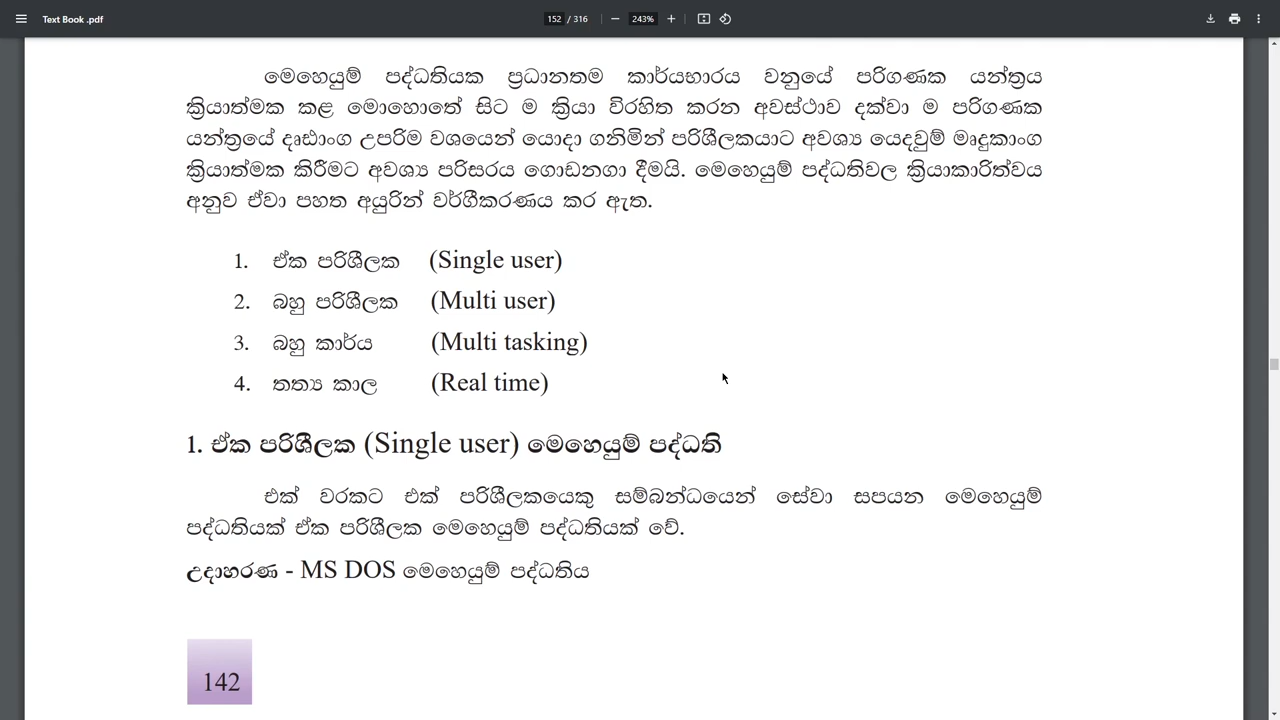 Text Book .pdf
152 / 316
243%
මෙහෙයුම් පද්ධතියක ප්‍රධානතම කාර්යභාරය වනුයේ පරිගණක යන්ත්‍රය
ක්‍රියාත්මක කළ මොහොතේ සිට ම ක්‍රියා විරහිත කරන අවස්ථාව දක්වා ම පරිගණක
යන්ත්‍රයේ දෘඪාංග උපරිම වශයෙන් යොදා ගනිමින් පරිශීලකයාට අවශ්‍ය යෙදවුම් මෘදුකාංග
ක්‍රියාත්මක කිරීමට අවශ්‍ය පරිසරය ගොඩනගා දීමයි. මෙහෙයුම් පද්ධතිවල ක්‍රියාකාරිත්වය
අනුව ඒවා පහත අයුරින් වර්ගීකරණය කර ඇත.
1. ඒක පරිශීලක (Single user)
2. බහු පරිශීලක (Multi user)
3. බහු කාර්ය (Multi tasking)
4. තත්‍ය කාල (Real time)
1. ඒක පරිශීලක (Single user) මෙහෙයුම් පද්ධති
එක් වරකට එක් පරිශීලකයෙකු සම්බන්ධයෙන් සේවා සපයන මෙහෙයුම්
පද්ධතියක් ඒක පරිශීලක මෙහෙයුම් පද්ධතියක් වේ.
උදාහරණ - MS DOS මෙහෙයුම් පද්ධතිය
142